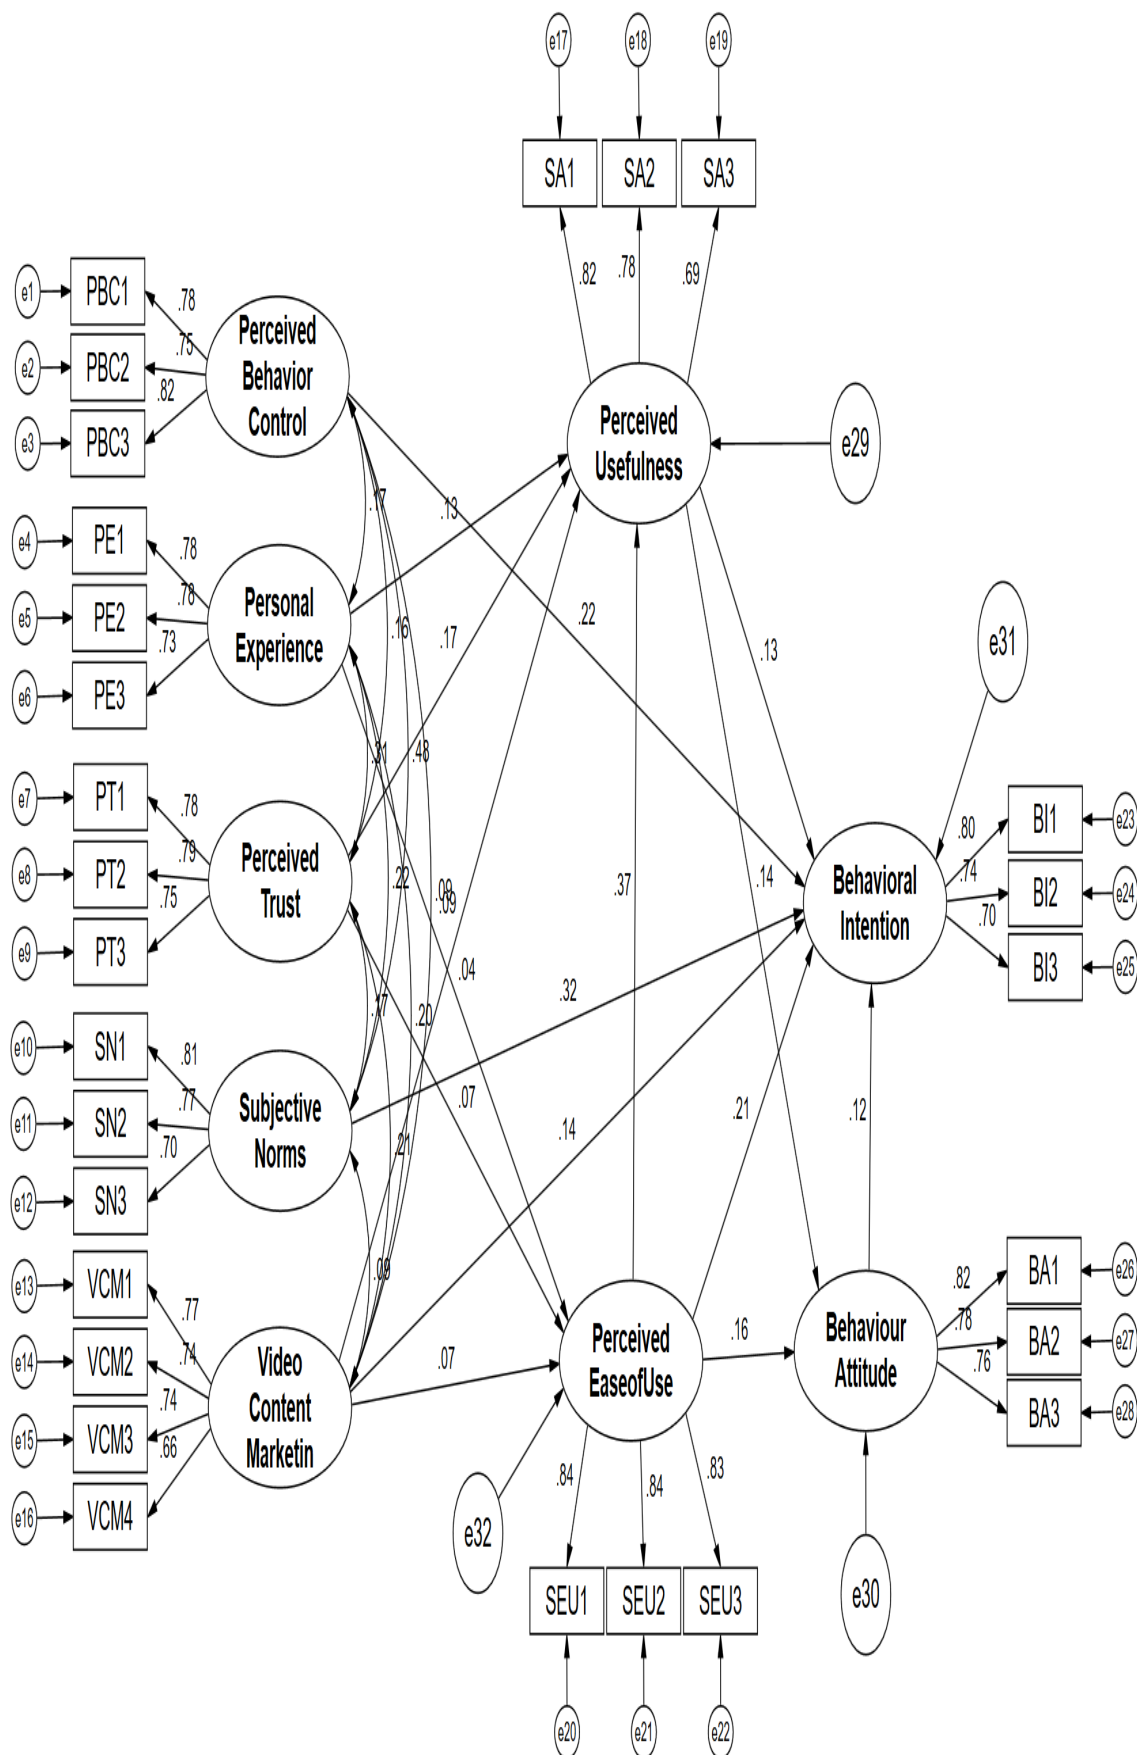 e17
e18
e19
SA1
SA2
SA3
.82
.78
.69
e1
PBC1
.78
e2
PBC2
.75
e3
PBC3
.82
Perceived
Behavior
Control
Perceived
Usefulness
e29
.17
.13
e4
PE1
.78
e5
PE2
.78
e6
PE3
.73
Personal
Experience
.16
.17
.22
.13
e31
.31
.48
e7
PT1
.78
e8
PT2
.79
e9
PT3
.75
Perceived
Trust
.22
.09
.09
.37
.14
Behavioral
Intention
.80
BI1
e23
.74
BI2
e24
.70
BI3
e25
.04
.17
.20
.32
e10
SN1
.81
e11
SN2
.77
e12
SN3
.70
Subjective
Norms
.07
.14
.21
.12
.21
.09
e13
VCM1
.77
e14
VCM2
.74
e15
VCM3
.74
e16
VCM4
.66
Video
Content
Marketin
.07
Perceived
EaseofUse
.16
Behaviour
Attitude
.82
BA1
e26
.78
BA2
e27
.76
BA3
e28
e32
.84
.84
.83
e30
SEU1
SEU2
SEU3
e20
e21
e22